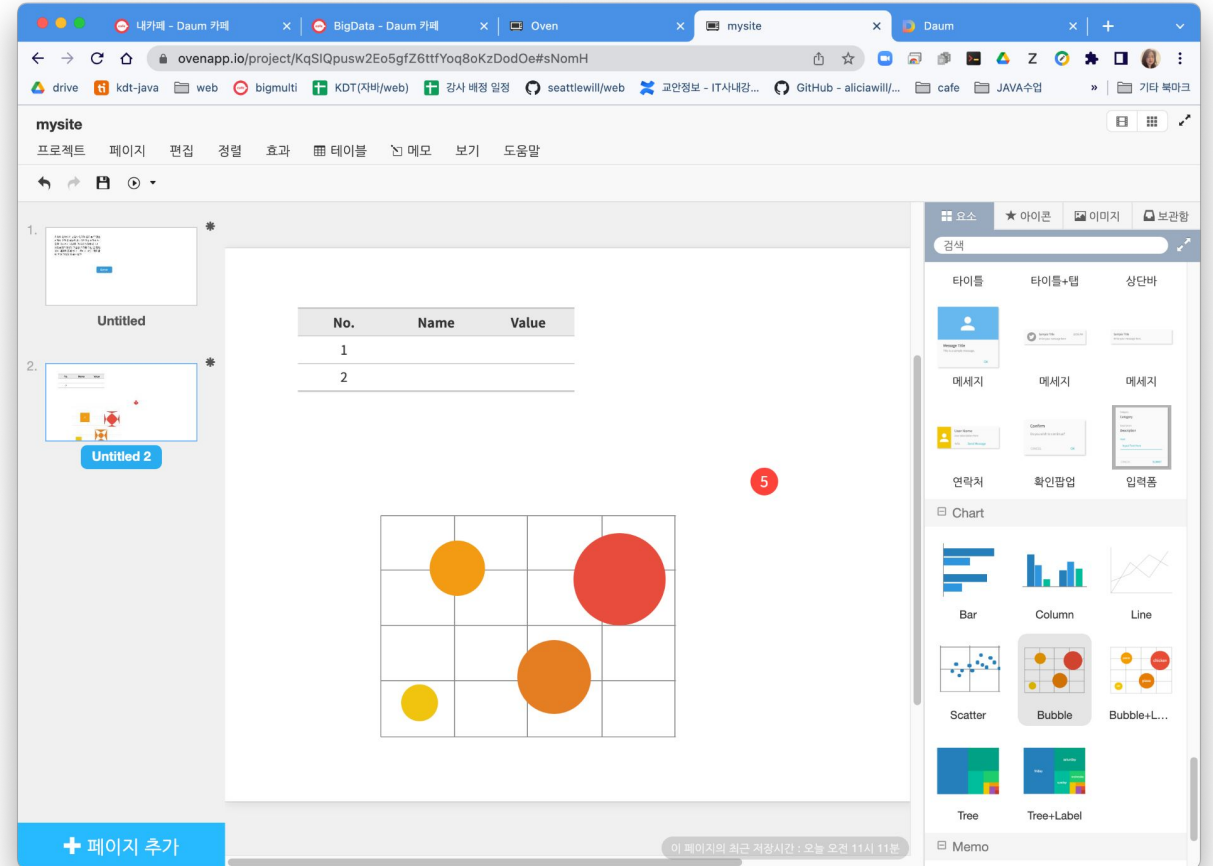 내카페 - Daum 카페
BigData - Daum 카페
Oven
mysite
Daum
ovenapp.io/project/KqSIQpusw2Eo5gfZ6ttfYoq8oKzDodOe#sNomH
drive
kdt-java
web
bigmulti
KDT(자바/web)
강사 배정 일정
seattlewill/web
교안정보 - IT사내강...
GitHub - aliciawill/...
cafe
JAVA수업
»
기타 북마크
mysite
프로젝트 페이지 편집 정렬 효과 테이블 메모 보기 도움말
1.
Untitled
2.
Untitled 2
페이지 추가
No. Name Value
1
2
5
이 페이지의 최근 저장시간 : 오늘 오전 11시 11분
요소 아이콘 이미지 보관함
검색
타이틀 타이틀+탭 상단바
Message Title
메세지 메세지 메세지
User Name
Confirm
Category
Description
연락처 확인팝업 입력폼
Chart
Bar Column Line
Scatter Bubble Bubble+L...
Tree Tree+Label
Memo